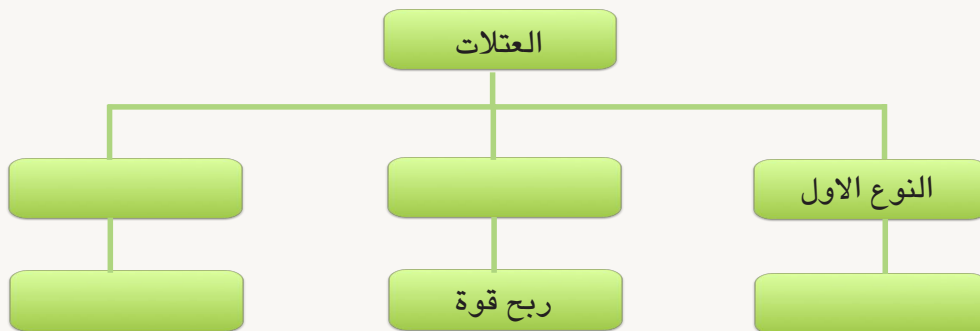 العتلات
النوع الاول
ربح قوة